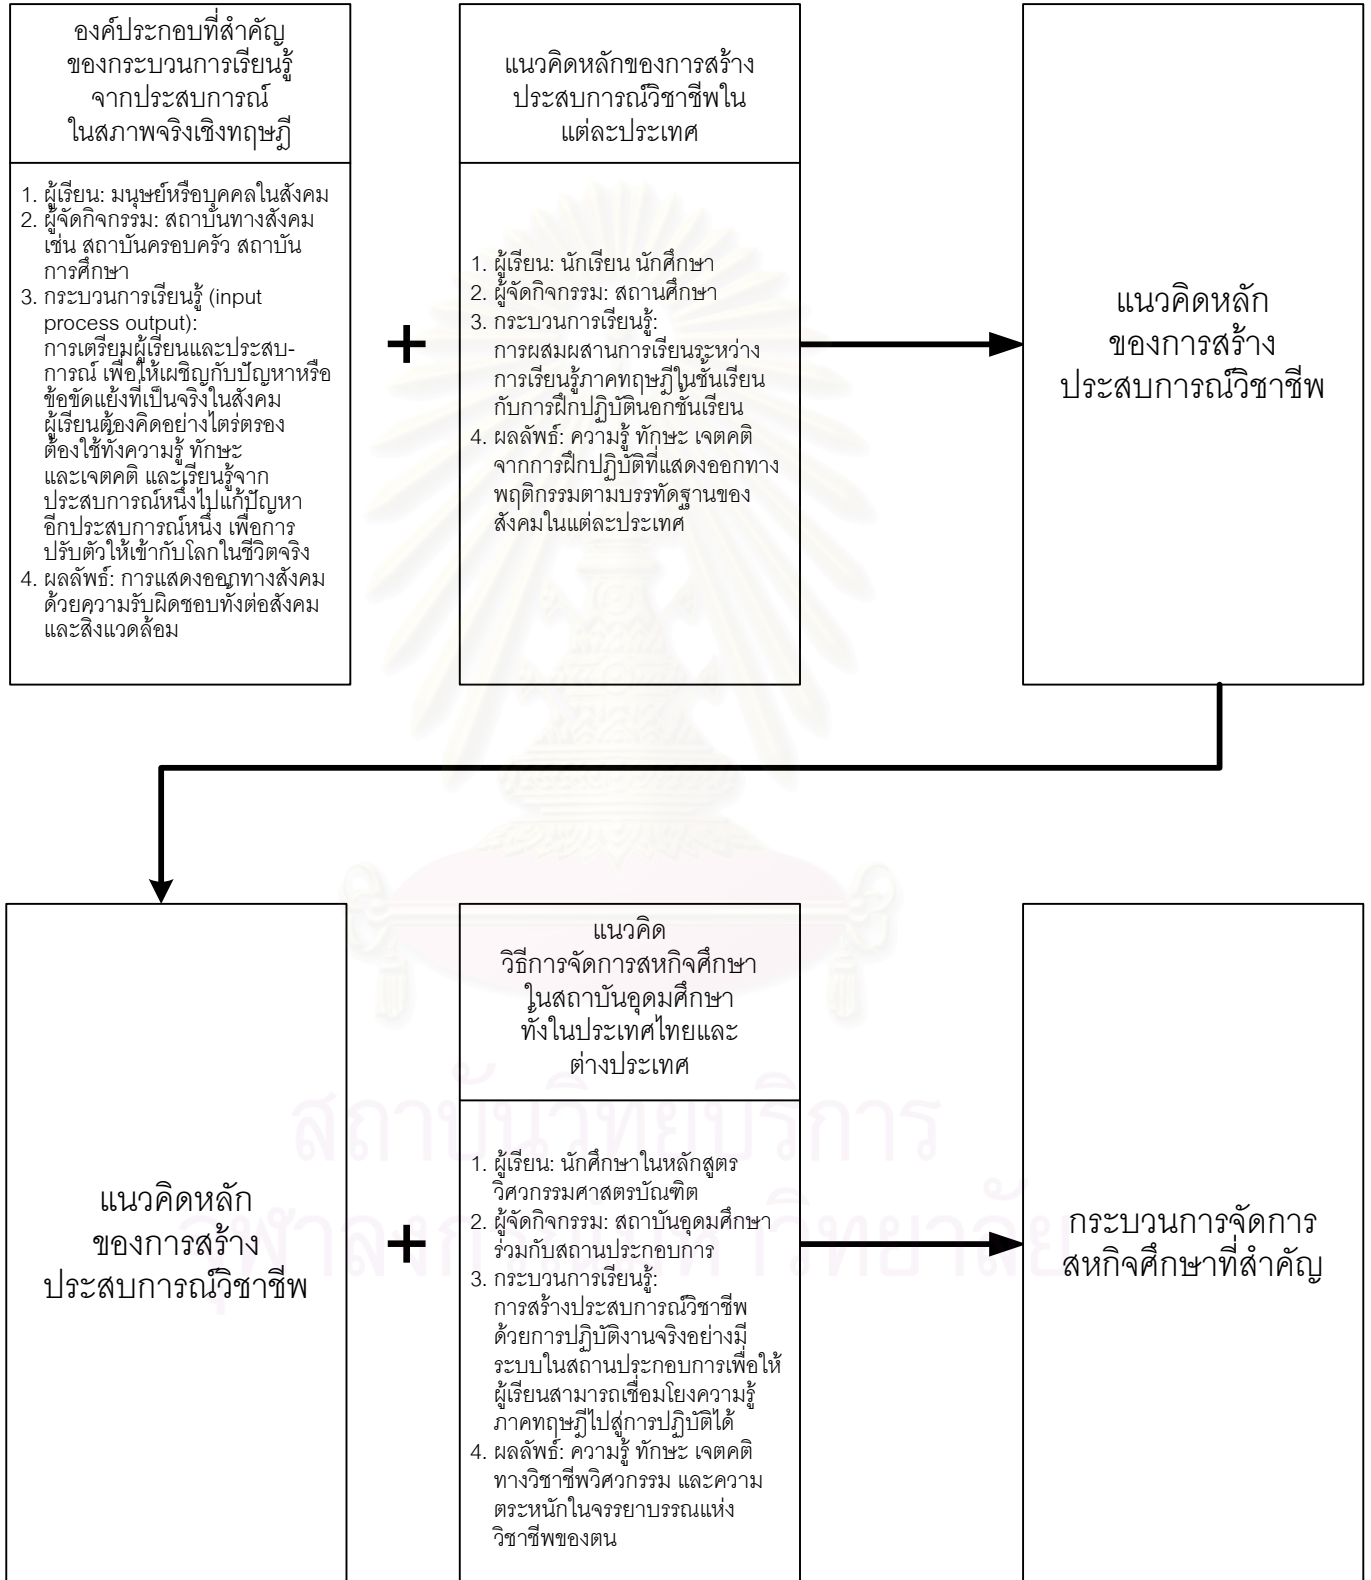 องค์ประกอบที่สำคัญ
ของกระบวนการเรียนรู้
จากประสบการณ์
ในสภาพจริงเชิงทฤษฎี
1. ผู้เรียน: มนุษย์หรือบุคคลในสังคม
2. ผู้จัดกิจกรรม: สถาบันทางสังคม
เช่น สถาบันครอบครัว สถาบัน
การศึกษา
3. กระบวนการเรียนรู้ (input
process output):
การเตรียมผู้เรียนและประสบ-
การณ์ เพื่อให้เผชิญกับปัญหาหรือ
ข้อขัดแย้งที่เป็นจริงในสังคม
ผู้เรียนต้องคิดอย่างไตร่ตรอง
ต้องใช้ทั้งความรู้ ทักษะ
และเจตคติ และเรียนรู้จาก
ประสบการณ์หนึ่งไปแก้ปัญหา
อีกประสบการณ์หนึ่ง เพื่อการ
ปรับตัวให้เข้ากับโลกในชีวิตจริง
4. ผลลัพธ์: การแสดงออกทางสังคม
ด้วยความรับผิดชอบทั้งต่อสังคม
และสิ่งแวดล้อม
+
แนวคิดหลักของการสร้าง
ประสบการณ์วิชาชีพใน
แต่ละประเทศ
1. ผู้เรียน: นักเรียน นักศึกษา
2. ผู้จัดกิจกรรม: สถานศึกษา
3. กระบวนการเรียนรู้:
การผสมผสานการเรียนระหว่าง
การเรียนรู้ภาคทฤษฎีในชั้นเรียน
กับการฝึกปฏิบัตินอกชั้นเรียน
4. ผลลัพธ์: ความรู้ ทักษะ เจตคติ
จากการฝึกปฏิบัติที่แสดงออกทาง
พฤติกรรมตามบรรทัดฐานของ
สังคมในแต่ละประเทศ
แนวคิดหลัก
ของการสร้าง
ประสบการณ์วิชาชีพ
แนวคิดหลัก
ของการสร้าง
ประสบการณ์วิชาชีพ
+
แนวคิด
วิธีการจัดการสหกิจศึกษา
ในสถาบันอุดมศึกษา
ทั้งในประเทศไทยและ
ต่างประเทศ
1. ผู้เรียน: นักศึกษาในหลักสูตร
วิศวกรรมศาสตรบัณฑิต
2. ผู้จัดกิจกรรม: สถาบันอุดมศึกษา
ร่วมกับสถานประกอบการ
3. กระบวนการเรียนรู้:
การสร้างประสบการณ์วิชาชีพ
ด้วยการปฏิบัติงานจริงอย่างมี
ระบบในสถานประกอบการเพื่อให้
ผู้เรียนสามารถเชื่อมโยงความรู้
ภาคทฤษฎีไปสู่การปฏิบัติได้
4. ผลลัพธ์: ความรู้ ทักษะ เจตคติ
ทางวิชาชีพวิศวกรรม และความ
ตระหนักในจรรยาบรรณแห่ง
วิชาชีพของตน
กระบวนการจัดการ
สหกิจศึกษาที่สำคัญ
สถาบันวิทยบริการ
จุฬาลงกรณ์มหาวิทยาลัย